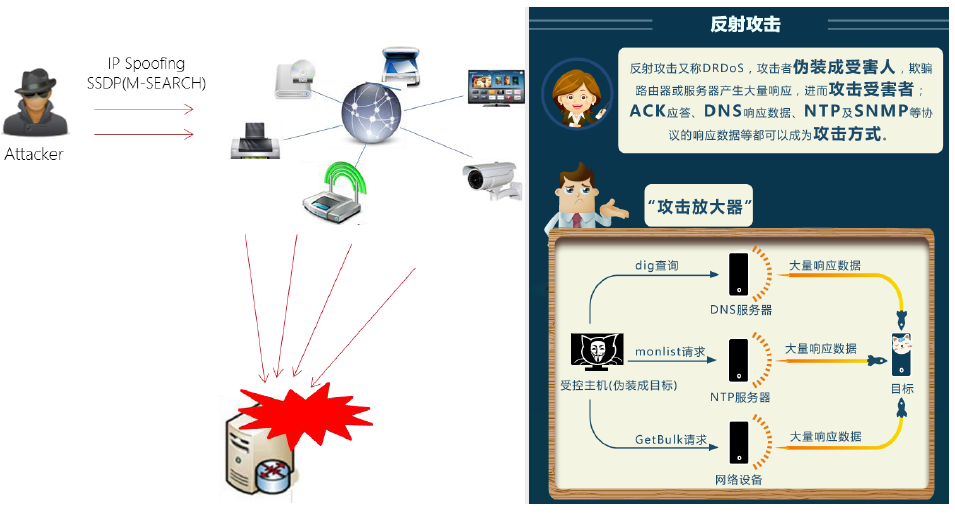 IP Spoofing
SSDP(M-SEARCH)
Attacker
反射攻击
反射攻击又称DRDoS，攻击者伪装成受害人，欺骗
路由器或服务器产生大量响应，进而攻击受害者；
ACK应答、DNS响应数据、NTP及SNMP等协
议的响应数据等都可以成为攻击方式。
“攻击放大器”
dig查询
大量响应数据
DNS服务器
monlist请求
大量响应数据
受控主机(伪装成目标)
NTP服务器
目标
GetBulk请求
大量响应数据
网络设备